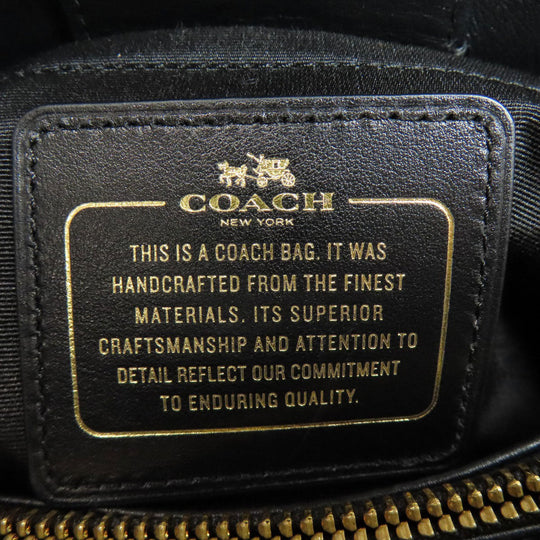 COACH
NEW YORK
THIS IS A COACH BAG. IT WAS
HANDCRAFTED FROM THE FINEST
MATERIALS. ITS SUPERIOR
CRAFTSMANSHIP AND ATTENTION TO
DETAIL REFLECT OUR COMMITMENT
TO ENDURING QUALITY.